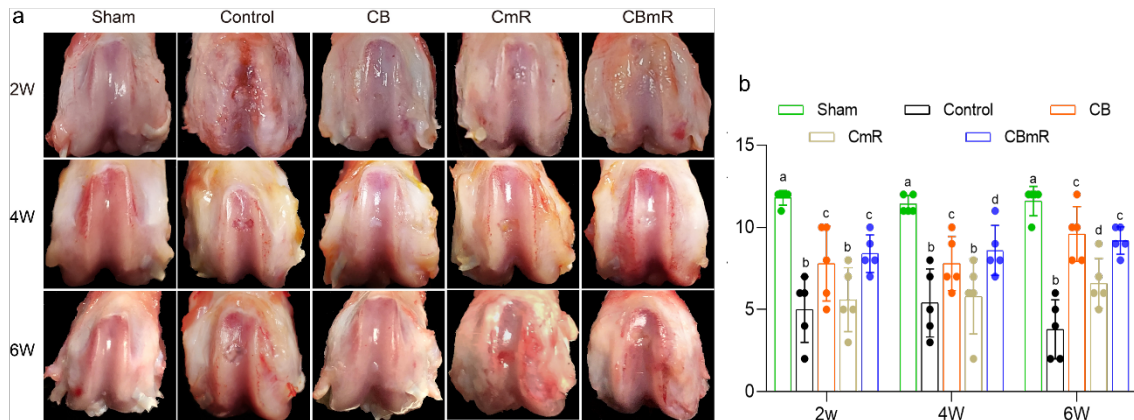 a
Sham Control CB CmR CBmR
2W
4W
6W
b
Sham Control CB
CmR CBmR
15
10
5
0
a b c b c
a b c b d
a b c d c
2w 4W 6W